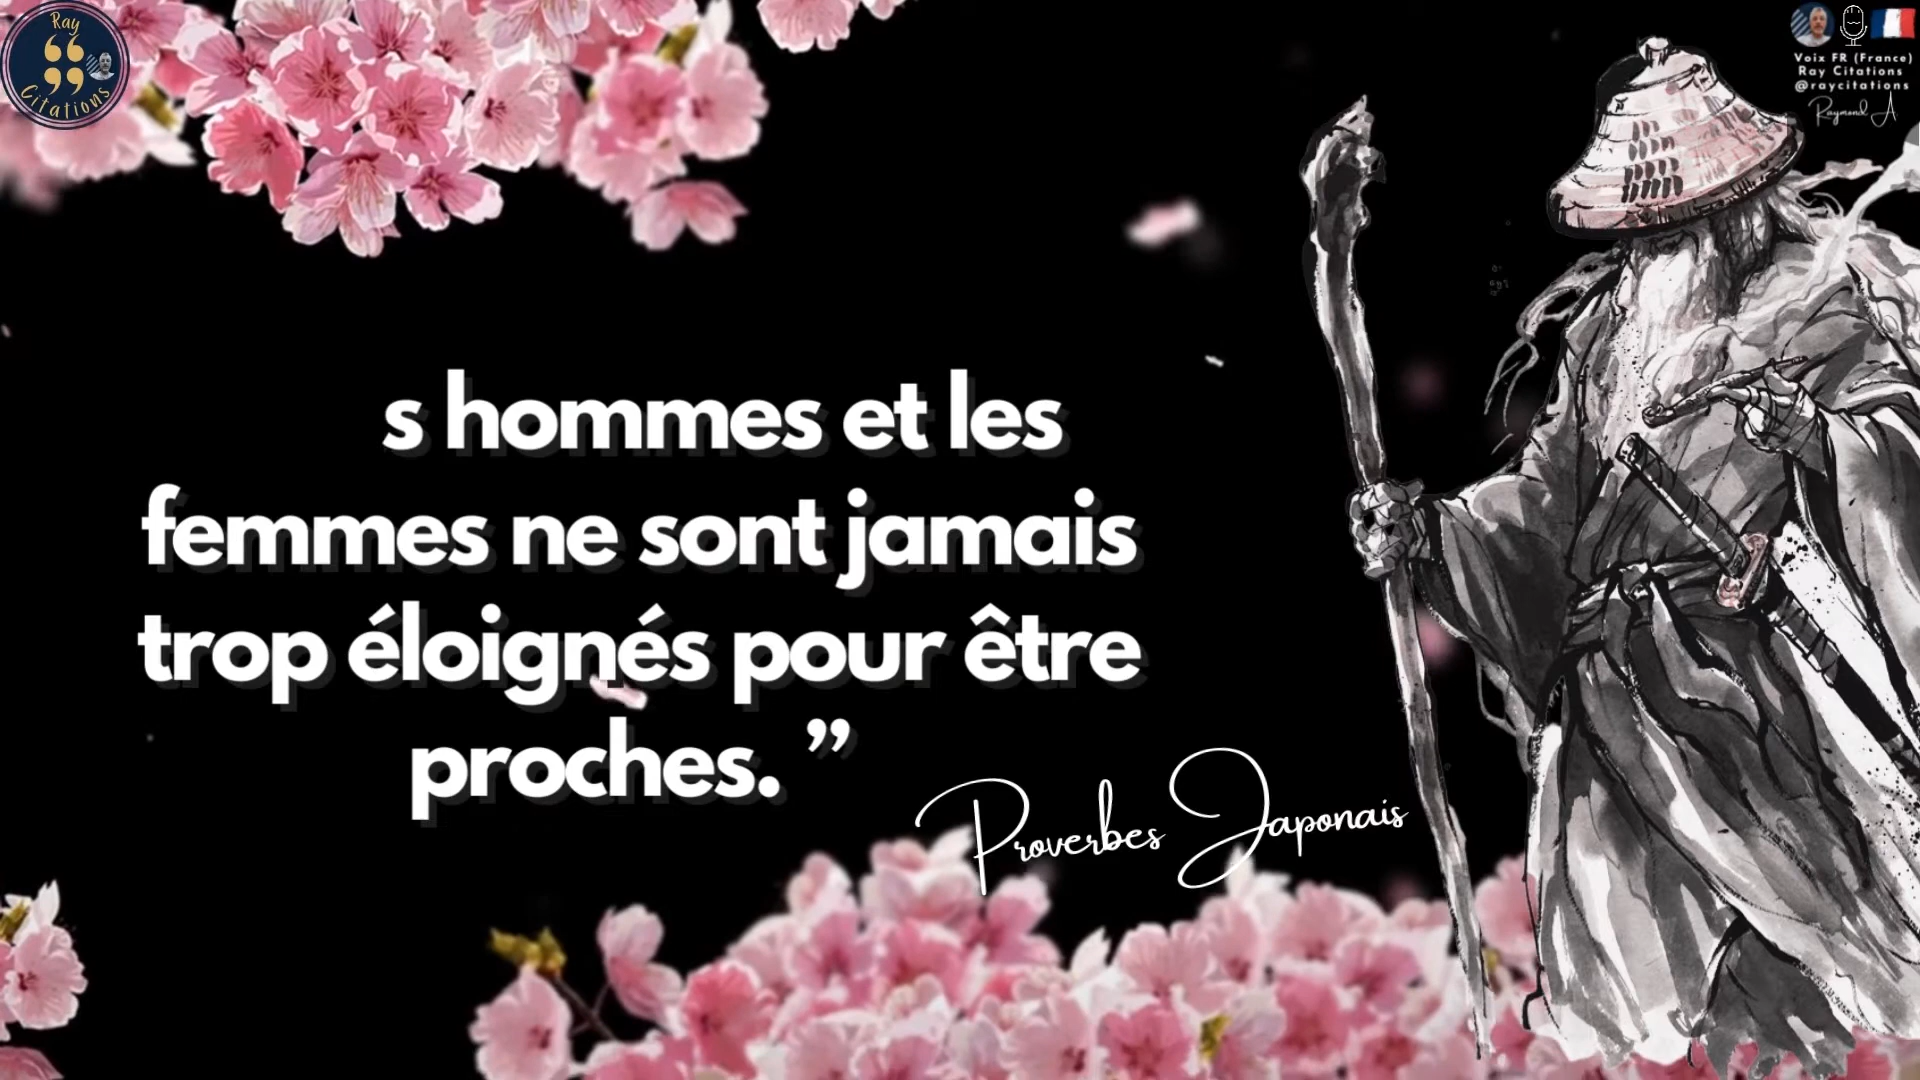 Ray
Citations
Voix FR (France)
Ray Citations
@raycitations
Raymond A
s hommes et les
femmes ne sont jamais
trop éloignés pour être
proches. ”
Proverbes Japonais